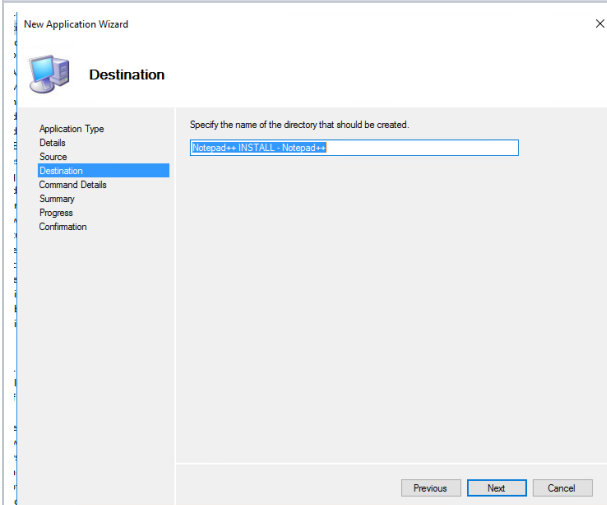 New Application Wizard
Destination
Application Type
Details
Source
Destination
Command Details
Summary
Progress
Confirmation
Specify the name of the directory that should be created.
Notepad++ INSTALL - Notepad++
Previous
Next
Cancel